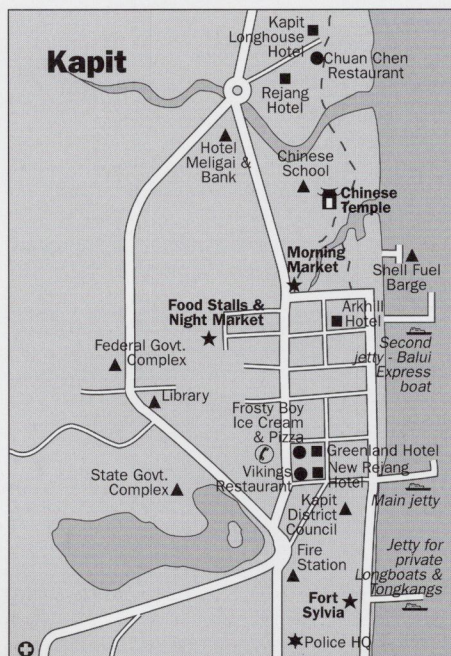 Kapit
Kapit
Longhouse
Hotel
Chuan Chen
Restaurant
Rejang
Hotel
Hotel
Meligai &
Bank
Chinese
School
Chinese
Temple
Morning
Market
Shell Fuel
Barge
Food Stalls &
Night Market
Arkhill
Hotel
Second
jetty - Balui
Express
boat
Federal Govt.
Complex
Library
Frosty Boy
Ice Cream
& Pizza
Greenland Hotel
Vikings
Restaurant
New Rejang
Hotel
State Govt.
Complex
Main jetty
Kapit
District
Council
Jetty for
private
Longboats &
Tongkangs
Fire
Station
Fort
Sylvia
Police HQ